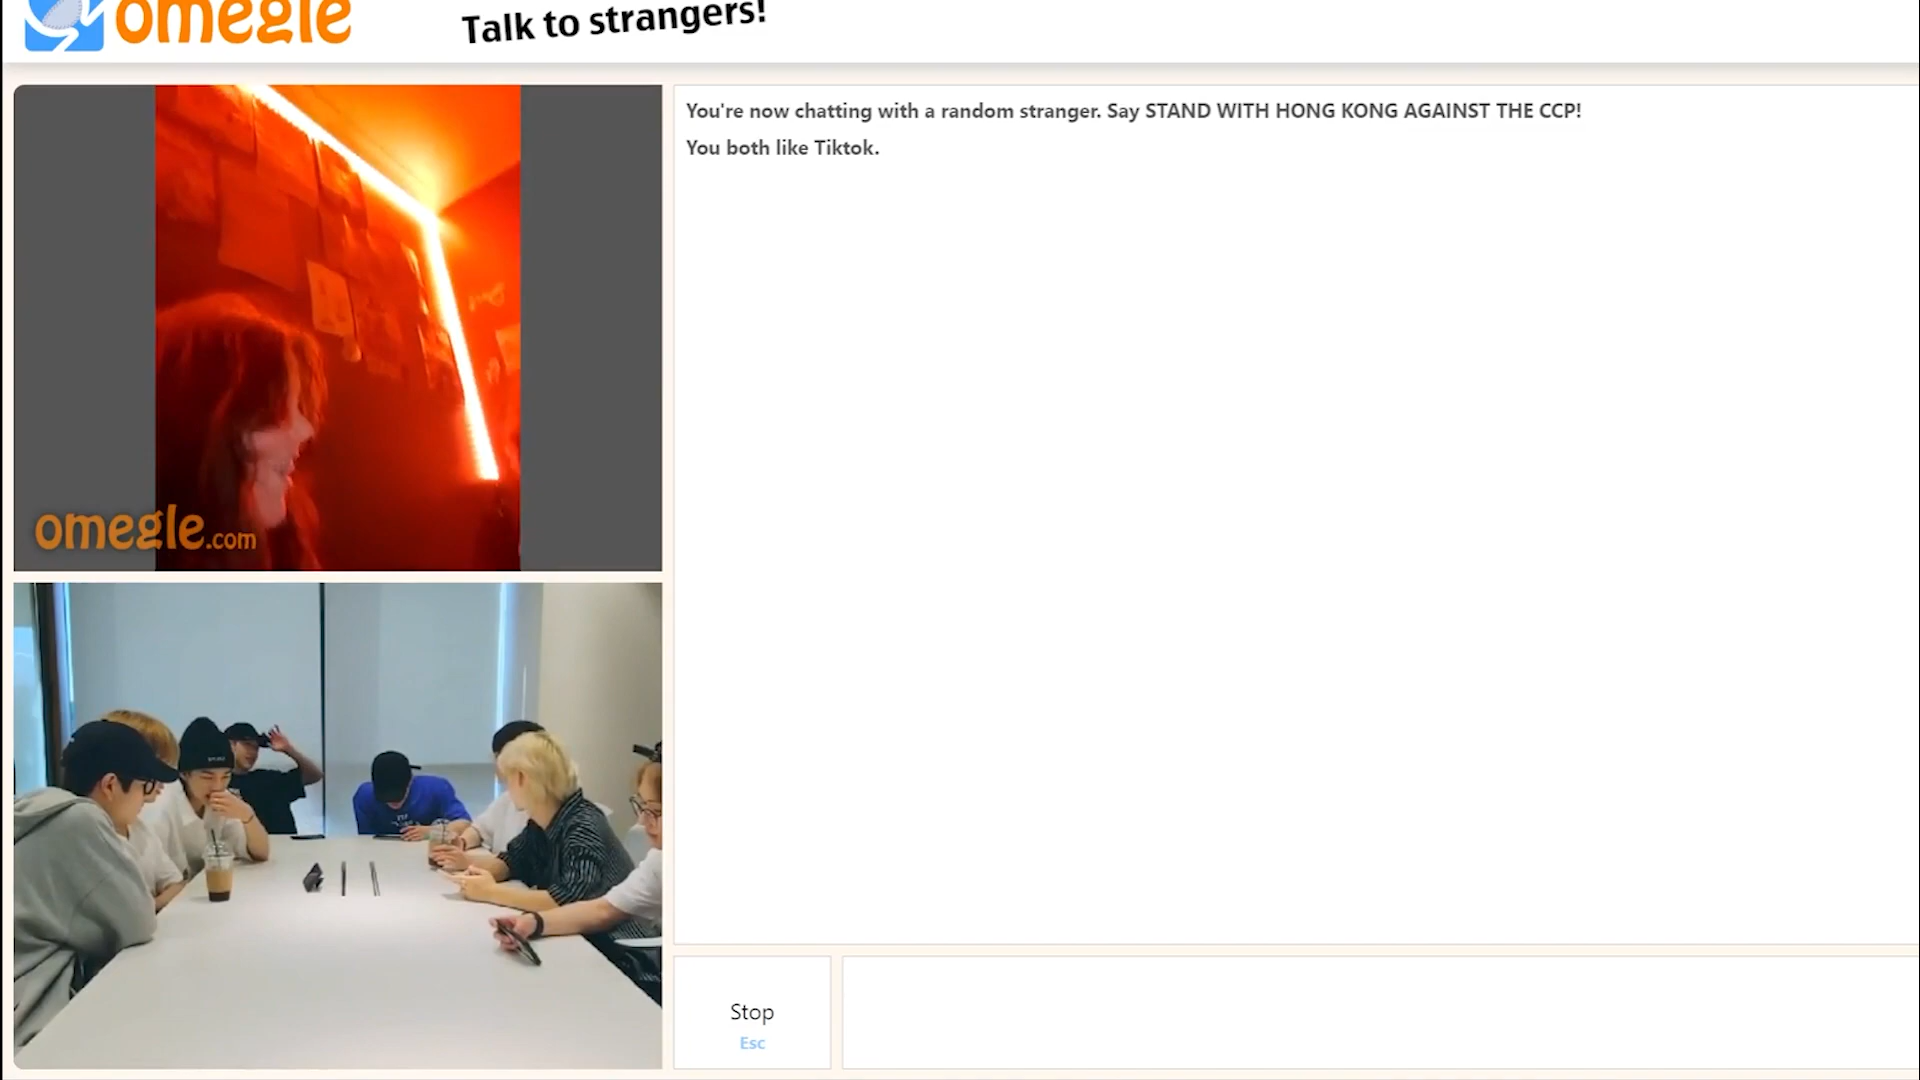 omegle
Talk to strangers!
You're now chatting with a random stranger. Say STAND WITH HONG KONG AGAINST THE CCP!
You both like Tiktok.
omegle.com
Stop
Esc